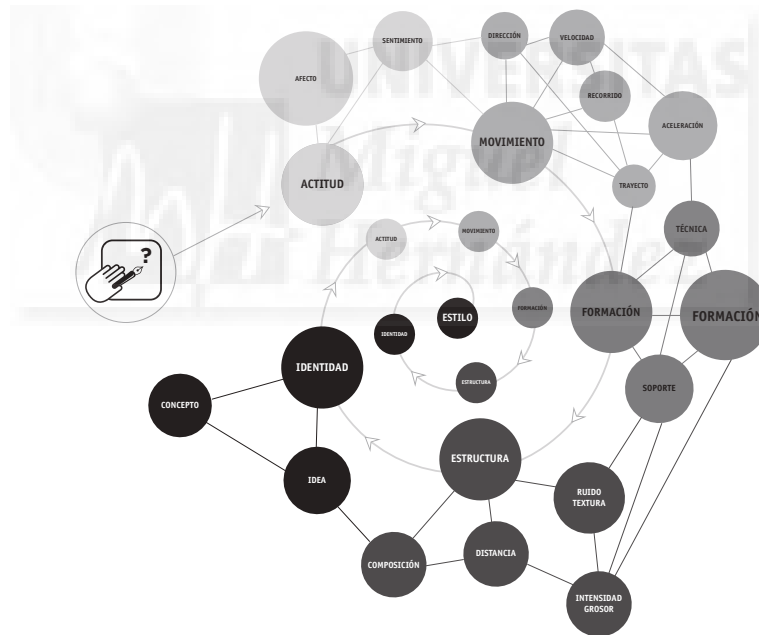 UNIVERSITAS
Miguel
Hernández
SENTIMIENTO
DIRECCIÓN
VELOCIDAD
AFECTO
RECORRIDO
ACELERACIÓN
MOVIMIENTO
ACTITUD
TRAYECTO
TÉCNICA
ACTITUD
MOVIMIENTO
?
FORMACIÓN
ESTILO
FORMACIÓN
FORMACIÓN
IDENTIDAD
IDENTIDAD
ESTRUCTURA
SOPORTE
CONCEPTO
ESTRUCTURA
IDEA
RUIDO
TEXTURA
DISTANCIA
COMPOSICIÓN
INTENSIDAD
GROSOR